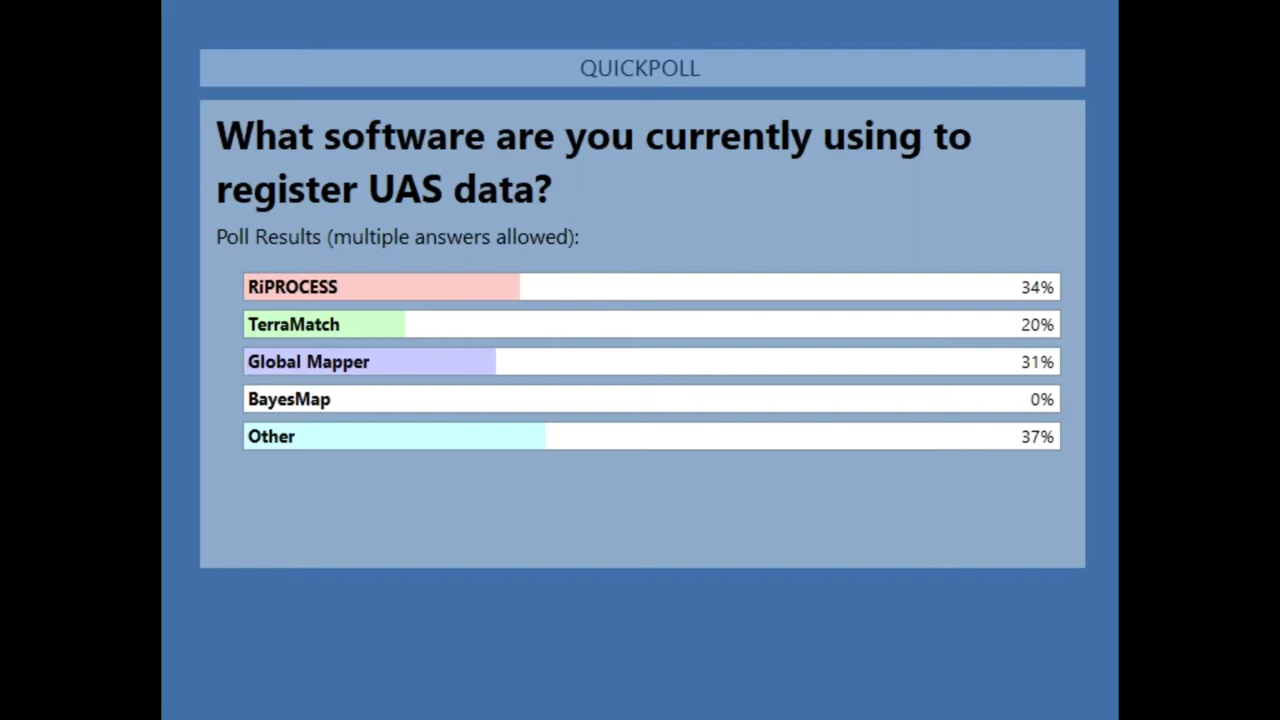 QUICKPOLL
What software are you currently using to
register UAS data?
Poll Results (multiple answers allowed):
RiPROCESS 34%
TerraMatch 20%
Global Mapper 31%
BayesMap 0%
Other 37%